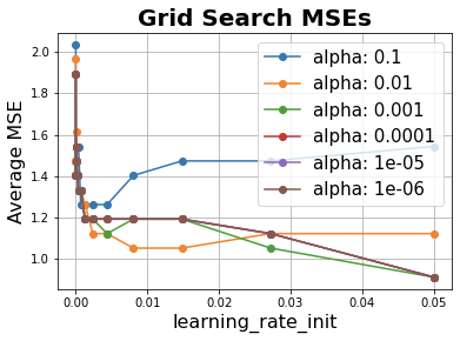 Grid Search MSEs
Average MSE
2.0
1.8
1.6
1.4
1.2
1.0
alpha: 0.1
alpha: 0.01
alpha: 0.001
alpha: 0.0001
alpha: 1e-05
alpha: 1e-06
0.00 0.01 0.02 0.03 0.04 0.05
learning_rate_init